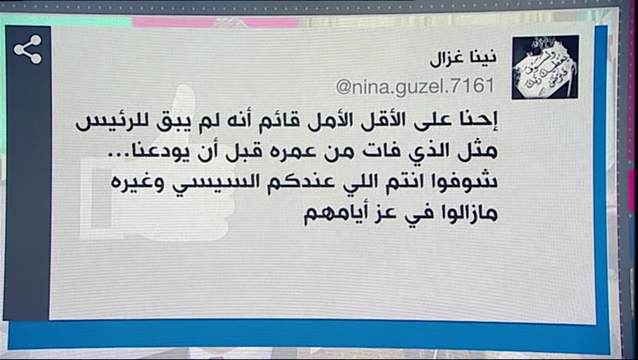 نينا غزال
@nina.guzel.7161
إحنا على الأقل الأمل قائم أنه لم يبق للرئيس
مثل الذي فات من عمره قبل أن يودعنا...
شوفوا انتم اللي عندكم السيسي وغيره
مازالوا في عز أيامهم